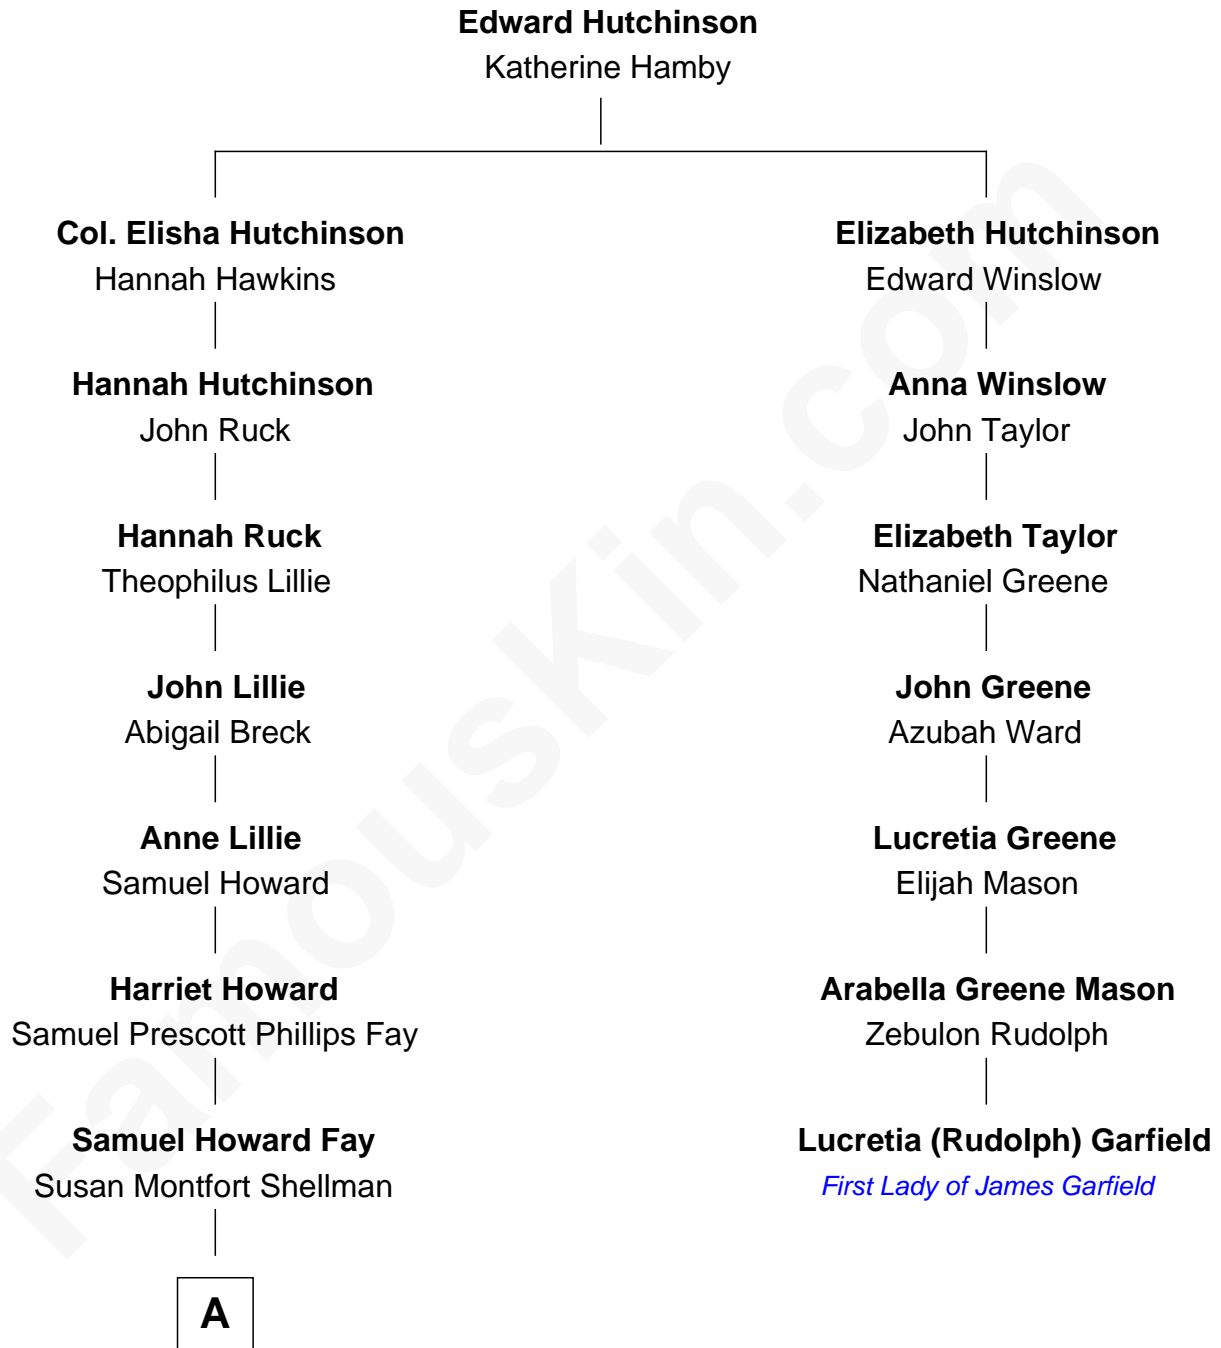 Edward Hutchinson
Katherine Hamby
Col. Elisha Hutchinson
Hannah Hawkins
Hannah Hutchinson
John Ruck
Hannah Ruck
Theophilus Lillie
John Lillie
Abigail Breck
Anne Lillie
Samuel Howard
Harriet Howard
Samuel Prescott Phillips Fay
Samuel Howard Fay
Susan Montfort Shellman
A
Elizabeth Hutchinson
Edward Winslow
Anna Winslow
John Taylor
Elizabeth Taylor
Nathaniel Greene
John Greene
Azubah Ward
Lucretia Greene
Elijah Mason
Arabella Greene Mason
Zebulon Rudolph
Lucretia (Rudolph) Garfield
First Lady of James Garfield
FamousKin.com